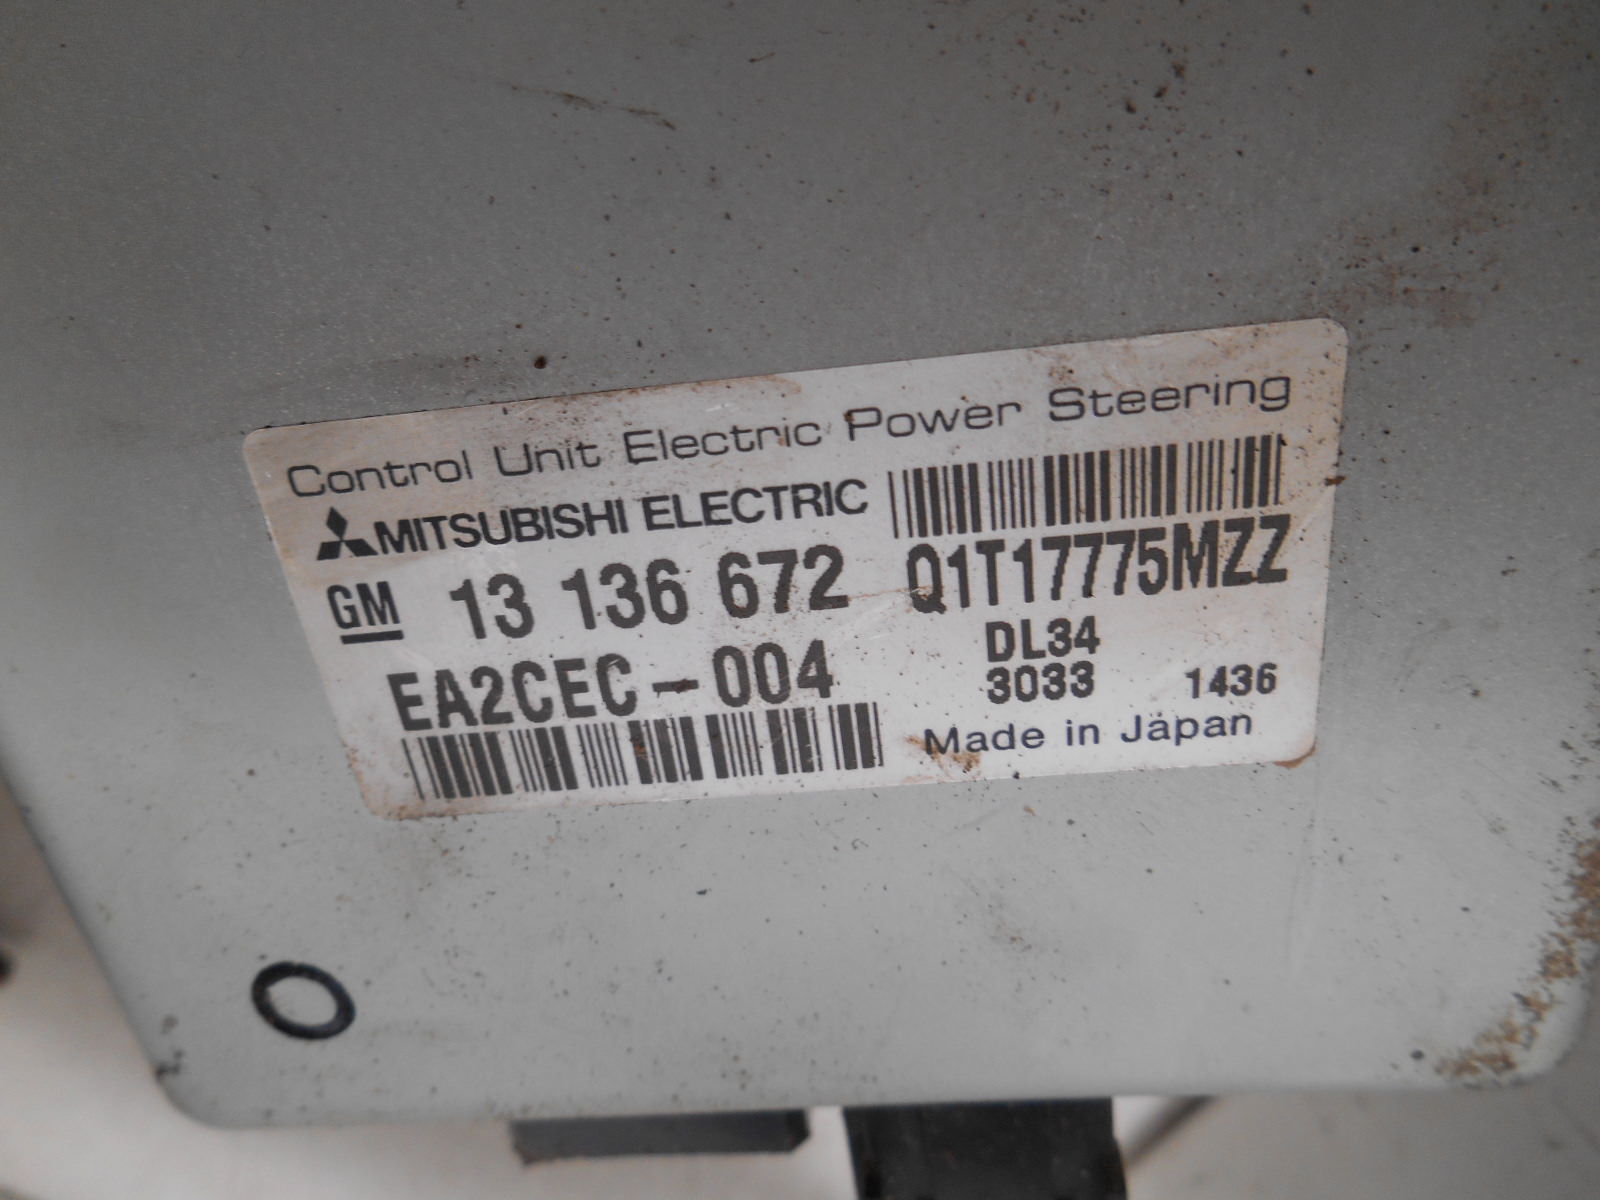 Control Unit Electric Power Steering
MITSUBISHI ELECTRIC
GM 13 136 672 Q1T17775MZZ
EA2CEC-004 DL34
3033 1436
Made in Japan